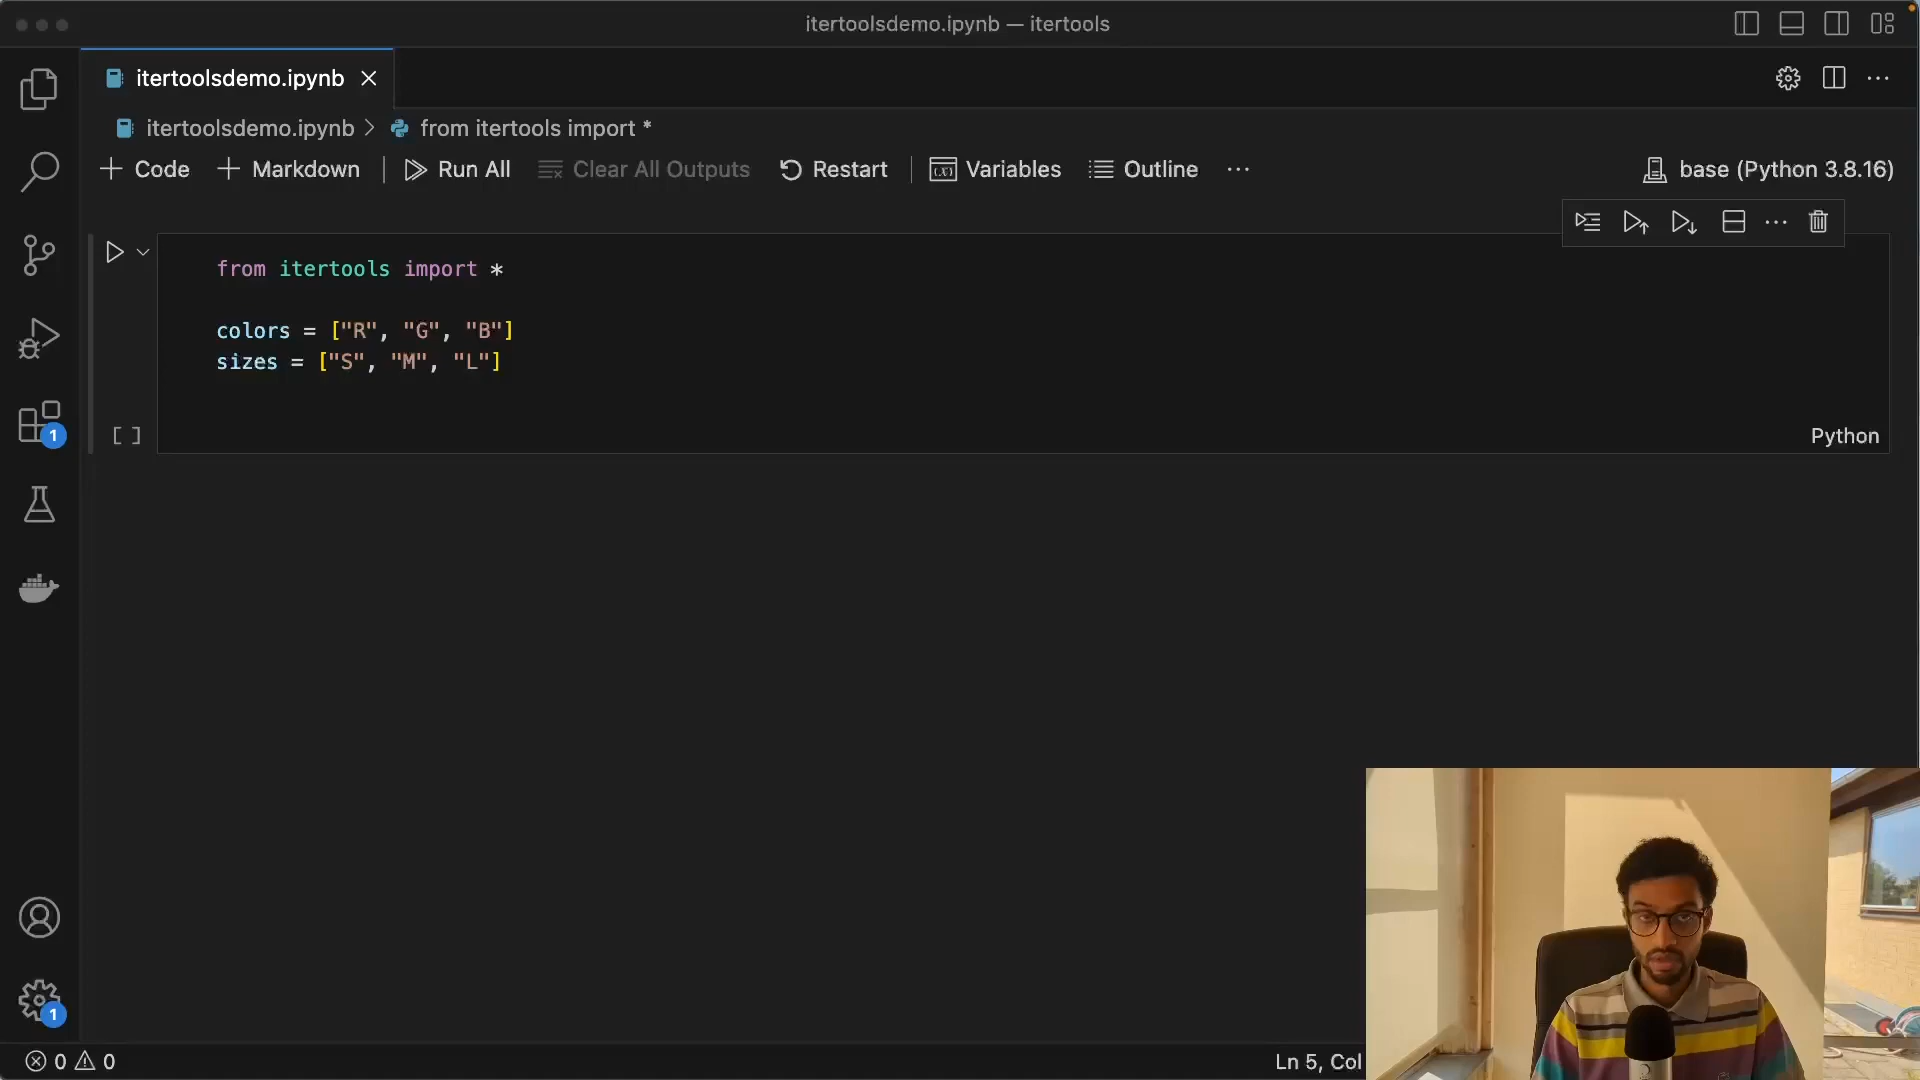 itertoolsdemo.ipynb — itertools
itertoolsdemo.ipynb
itertoolsdemo.ipynb > from itertools import *
+ Code + Markdown Run All Clear All Outputs Restart Variables Outline ... base (Python 3.8.16)
from itertools import *
colors = ["R", "G", "B"]
sizes = ["S", "M", "L"]
[ ]
Python
1
1
0 0
Ln 5, Col